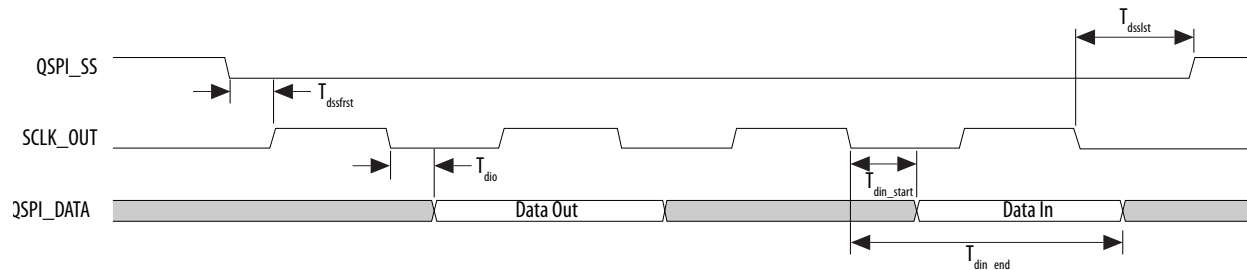 T_dsslst
QSPI_SS
T_dssfrst
SCLK_OUT
T_dio
T_din_start
QSPI_DATA
Data Out
Data In
T_din_end